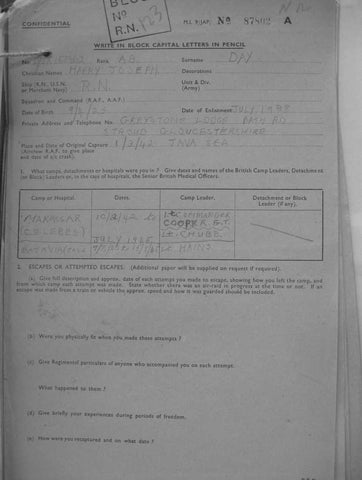 BLOCK
No
R.N. 123
CONFIDENTIAL
M.I. 9/JAP/ No 87802 A
WRITE IN BLOCK CAPITAL LETTERS IN PENCIL
No. Rank A.B. Surname DAY
Christian Names HARRY JOSEPH Decorations
Ship (R.N., U.S.N. or Merchant Navy) R.N. Unit & Div. (Army)
Squadron and Command (R.A.F., A.A.F.)
Date of Birth Date of Enlistment JULY 1938
Private Address and Telephone No. GREYSTONE LODGE BATH RD
STROUD GLOUCESTERSHIRE
Place and Date of Original Capture 1/3/42 JAVA SEA
(Aircrew R.A.F. to give place
and date of a/c crash).
1. What camps, detachments or hospitals were you in? Give dates and names of the British Camp Leaders, Detachment
(or Block) Leaders or, in the case of hospitals, the Senior British Medical Officers.
Camp or Hospital. Dates. Camp Leader. Detachment or Block Leader (if any).
MACASSAR 10/3/42 to Lt COMMANDER
(CELEBES) COOPER. G.T.
JULY 1945 Lt. CHUBB.
2. ESCAPES OR ATTEMPTED ESCAPES. (Additional paper will be supplied on request if required).
(a) Give full description and approx. date of each attempt you made to escape, showing how you left the camp, and
from which camp each attempt was made. State whether there was an air-raid in progress at the time or not. If an
escape was made from a train or vehicle the approx. speed and how it was guarded should be included.
(b) Were you physically fit when you made these attempts?
(c) Give Regimental particulars of anyone who accompanied you on each attempt.
What happened to them?
(d) Give briefly your experiences during periods of freedom.
(e) How were you recaptured and on what date?